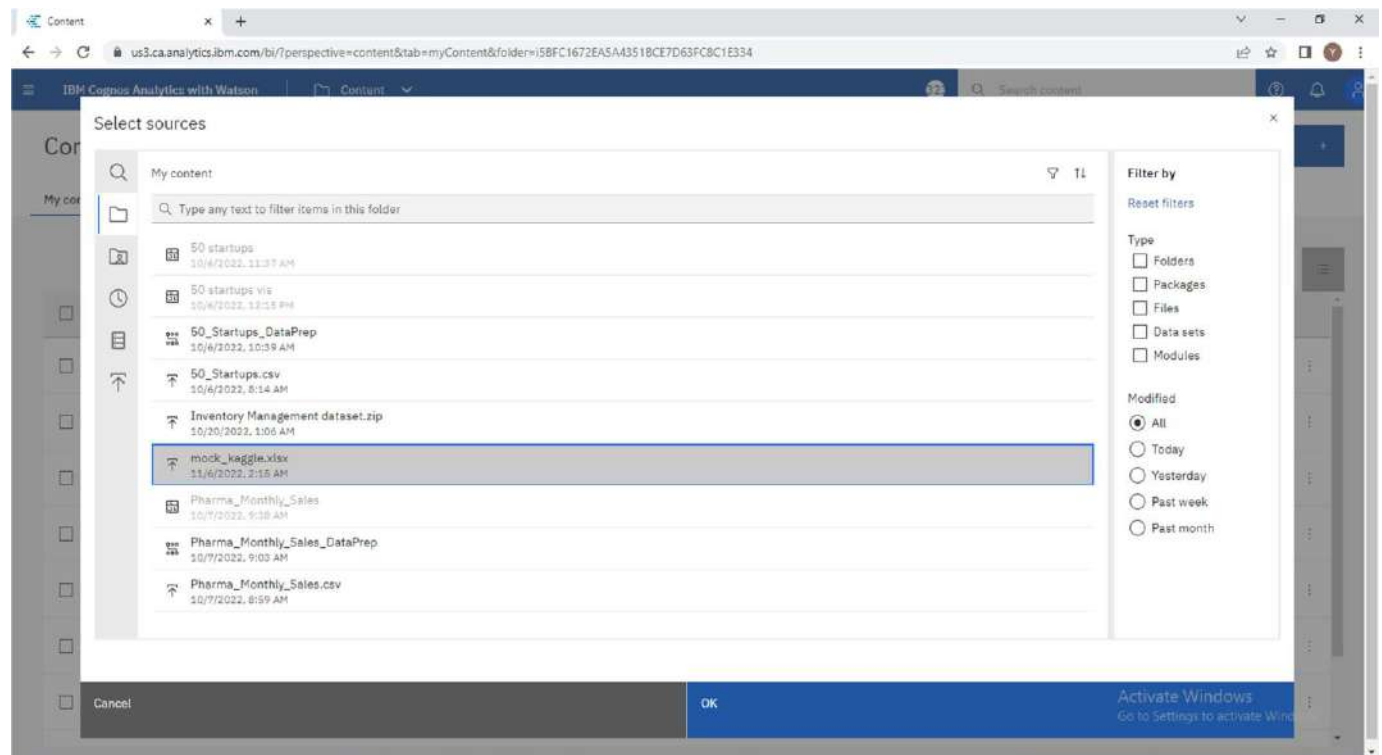 Content
us3.ca.analytics.ibm.com/bi/?perspective=content&tab=myContent&folder=i5BFC1672EA5A4351BCE7D63FC8C1E334
IBM Cognos Analytics with Watson
Content
Search content
Select sources
Con
My con
My content
Type any text to filter items in this folder
50 startups
10/6/2022, 11:37 AM
50 startups vis
10/6/2022, 12:15 PM
50_Startups_DataPrep
10/6/2022, 10:39 AM
50_Startups.csv
10/6/2022, 8:14 AM
Inventory Management dataset.zip
10/20/2022, 1:06 AM
mock_kaggle.xlsx
11/6/2022, 2:15 AM
Pharma_Monthly_Sales
10/7/2022, 9:38 AM
Pharma_Monthly_Sales_DataPrep
10/7/2022, 9:03 AM
Pharma_Monthly_Sales.csv
10/7/2022, 8:59 AM
Filter by
Reset filters
Type
Folders
Packages
Files
Data sets
Modules
Modified
All
Today
Yesterday
Past week
Past month
Cancel
OK
Activate Windows
Go to Settings to activate Wind